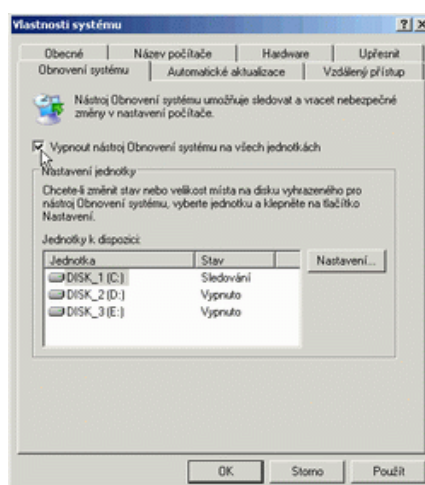 Vlastnosti systému
Obecné Název počítače Hardware Upřesnit
Obnovení systému Automatické aktualizace Vzdálený přístup
Nástroj Obnovení systému umožňuje sledovat a vracet nebezpečné
změny v nastavení počítače.
Vypnout nástroj Obnovení systému na všech jednotkách
Nastavení jednotky
Chcete-li změnit stav nebo velikost místa na disku vyhrazeného pro
nástroj Obnovení systému, vyberte jednotku a klepněte na tlačítko
Nastavení.
Jednotky k dispozici:
Jednotka Stav Nastavení...
DISK_1 (C:) Sledování
DISK_2 (D:) Vypnuto
DISK_3 (E:) Vypnuto
OK Storno Použít